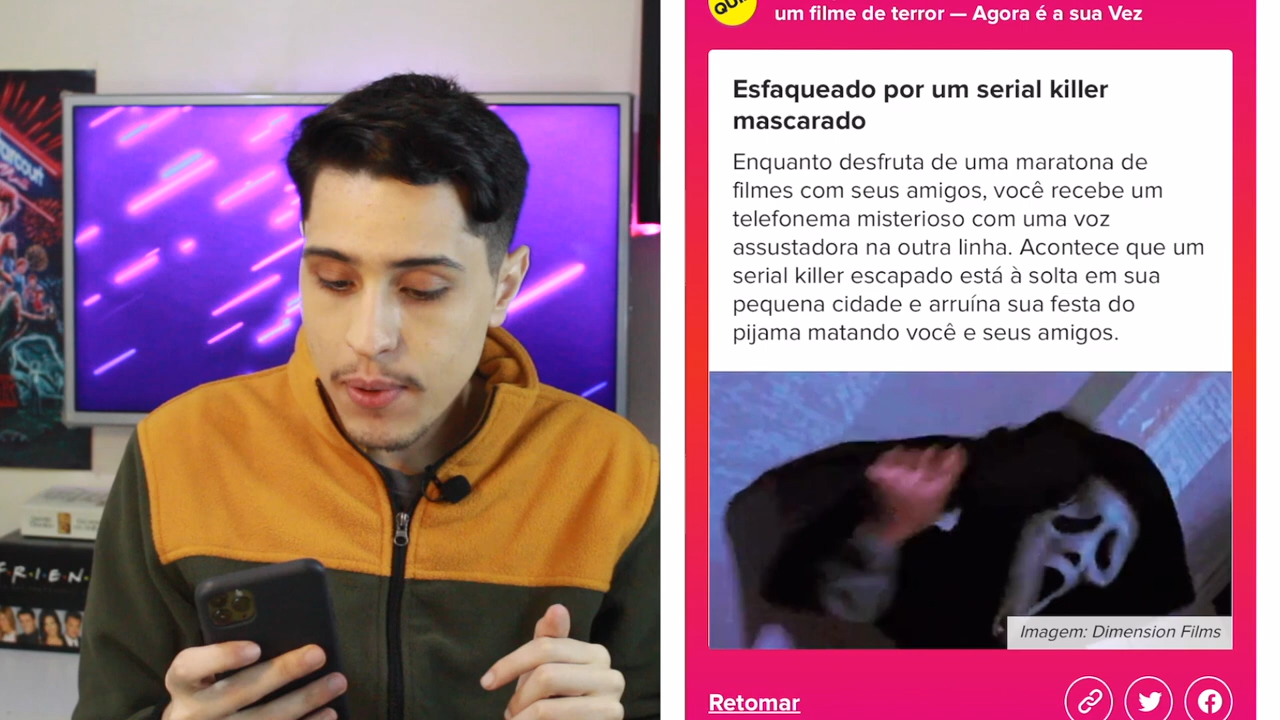 QUIZ
um filme de terror — Agora é a sua Vez
Esfaqueado por um serial killer
mascarado
Enquanto desfruta de uma maratona de
filmes com seus amigos, você recebe um
telefonema misterioso com uma voz
assustadora na outra linha. Acontece que um
serial killer escapado está à solta em sua
pequena cidade e arruína sua festa do
pijama matando você e seus amigos.
Imagem: Dimension Films
Retomar
F·R·I·E·N